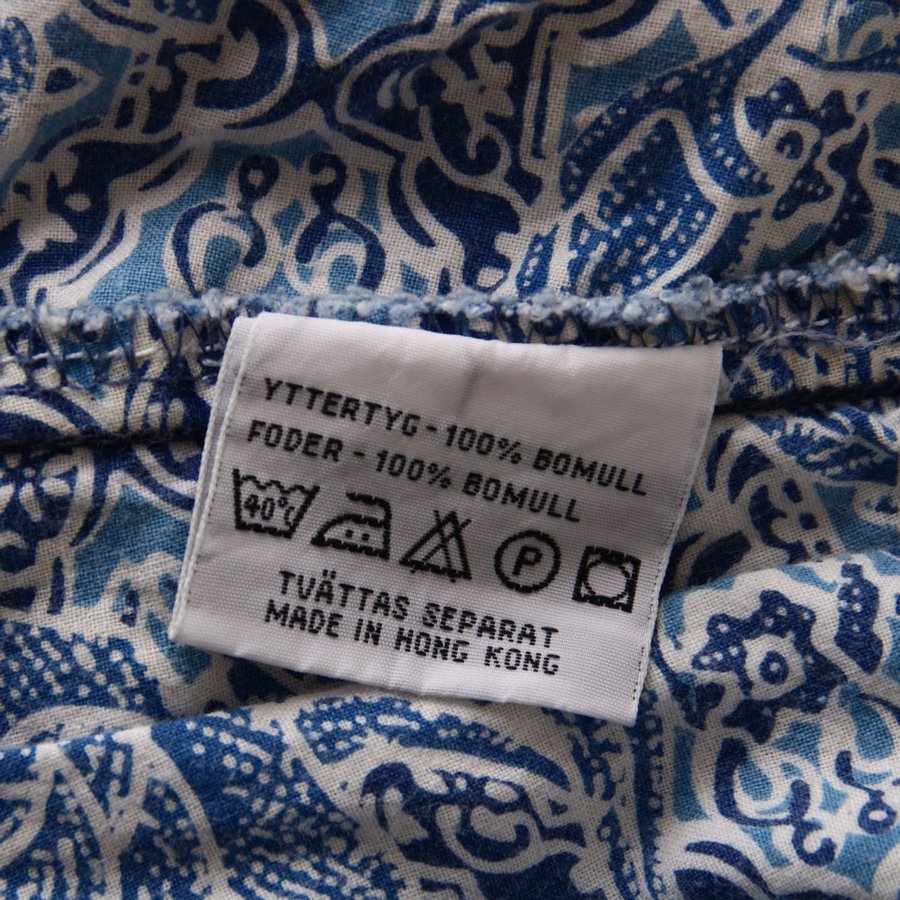 YTTERTYG - 100% BOMULL
FODER - 100% BOMULL
40°C P
TVÄTTAS SEPARAT
MADE IN HONG KONG